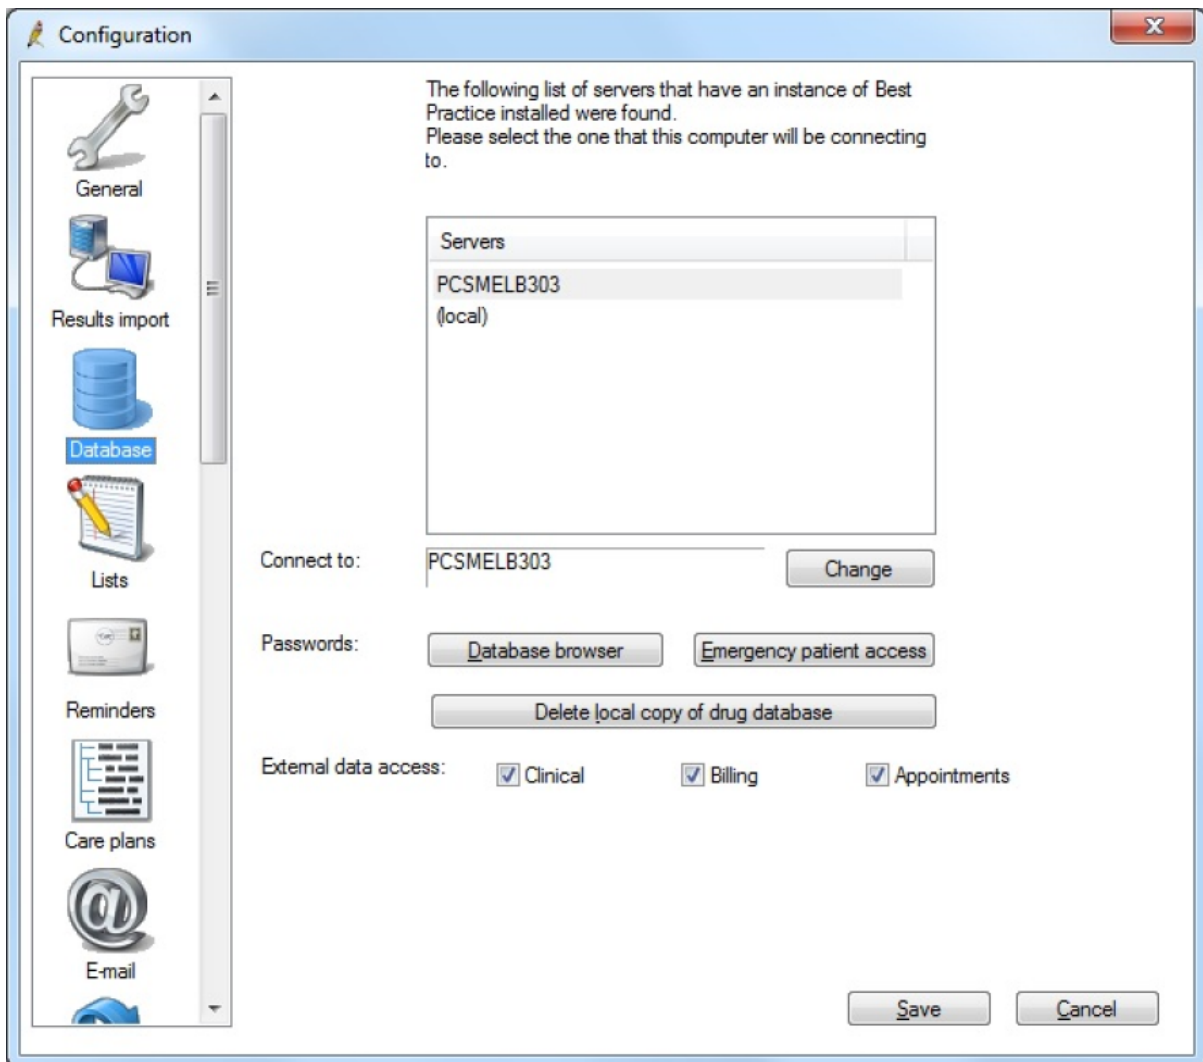 Configuration
General
Results import
Database
Lists
Reminders
Care plans
E-mail
The following list of servers that have an instance of Best
Practice installed were found.
Please select the one that this computer will be connecting
to.
Servers
PCSMELB303
(local)
Connect to:
PCSMELB303
Change
Passwords:
Database browser
Emergency patient access
Delete local copy of drug database
External data access:
Clinical
Billing
Appointments
Save
Cancel